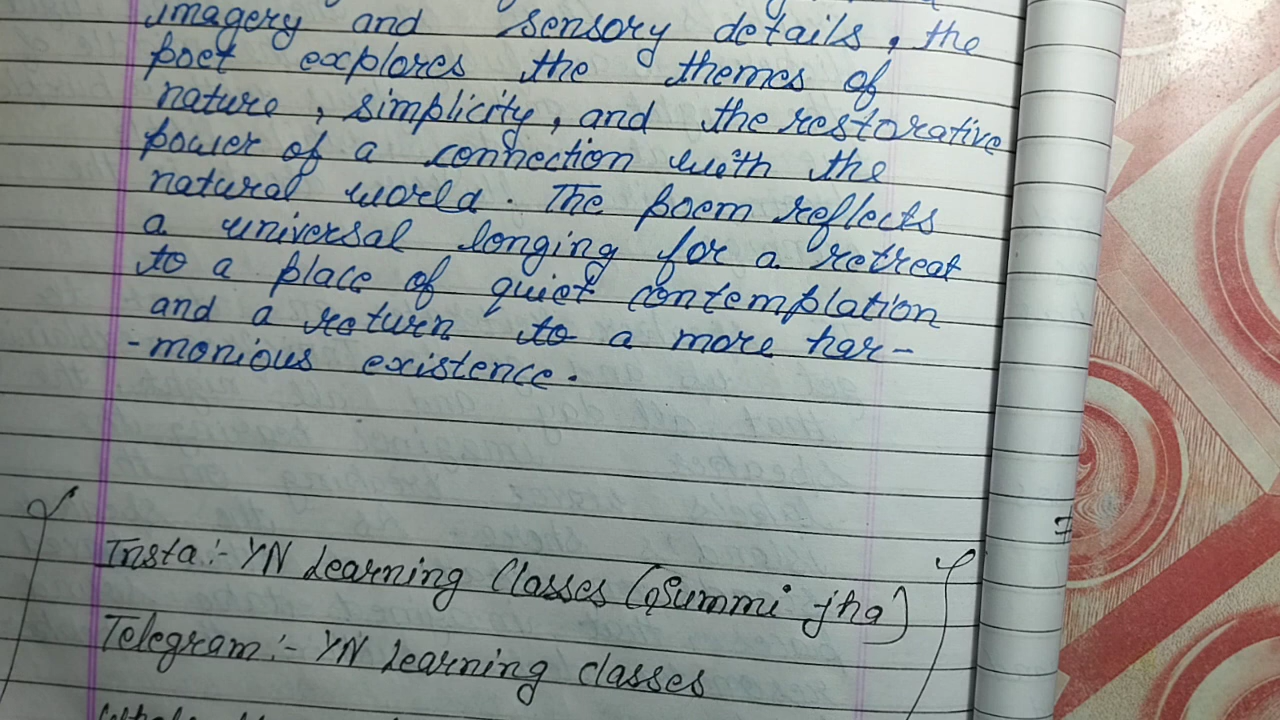 imagery and sensory details, the
poet explores the themes of
nature, simplicity, and the restorative
power of a connection with the
natural world. The poem reflects
a universal longing for a retreat
to a place of quiet contemplation
and a return to a more har-
-monious existence.
Insta:- YN Learning Classes (Summi jha)
Telegram:- YN Learning classes